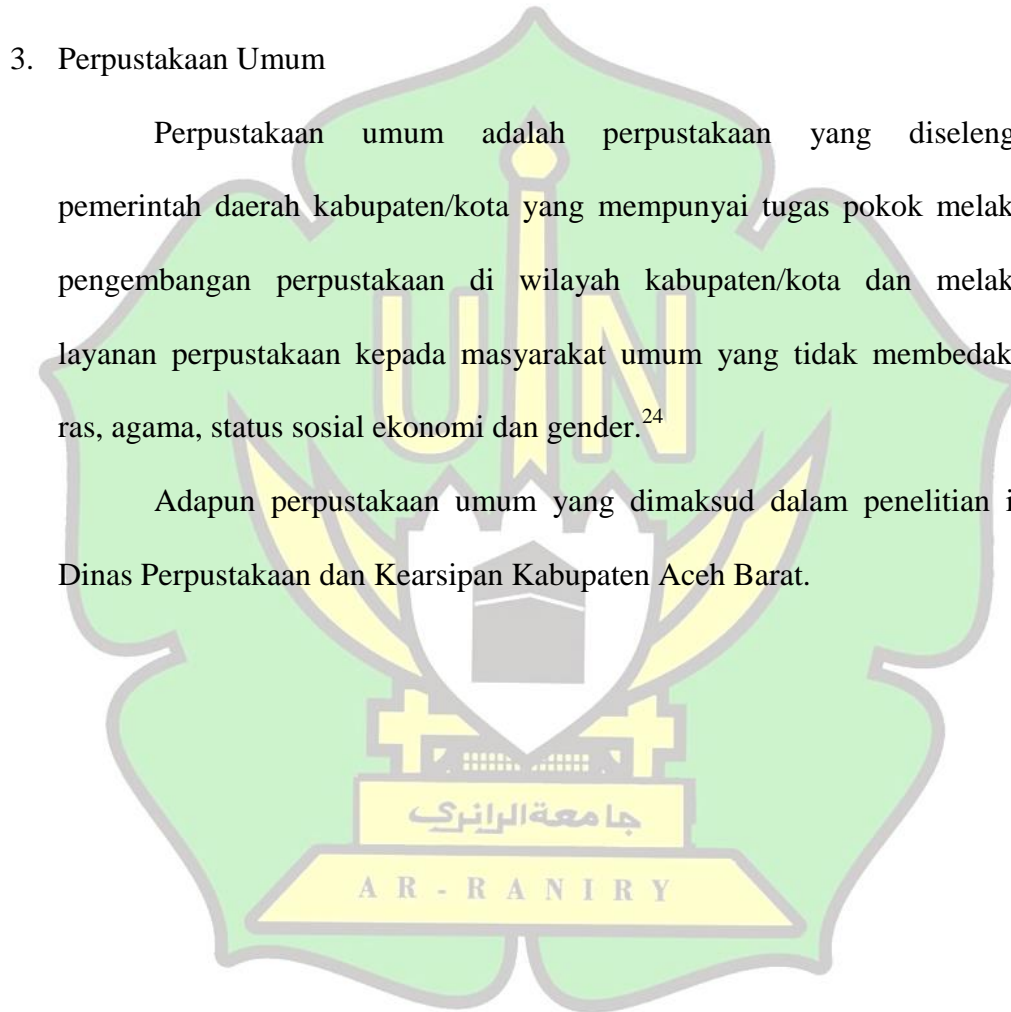 3. Perpustakaan Umum
Perpustakaan umum adalah perpustakaan yang diseleng
pemerintah daerah kabupaten/kota yang mempunyai tugas pokok melak
pengembangan perpustakaan di wilayah kabupaten/kota dan melak
layanan perpustakaan kepada masyarakat umum yang tidak membedak
ras, agama, status sosial ekonomi dan gender.24
Adapun perpustakaan umum yang dimaksud dalam penelitian i
Dinas Perpustakaan dan Kearsipan Kabupaten Aceh Barat.
UIN
جامعة الرانري
AR-RANIRY